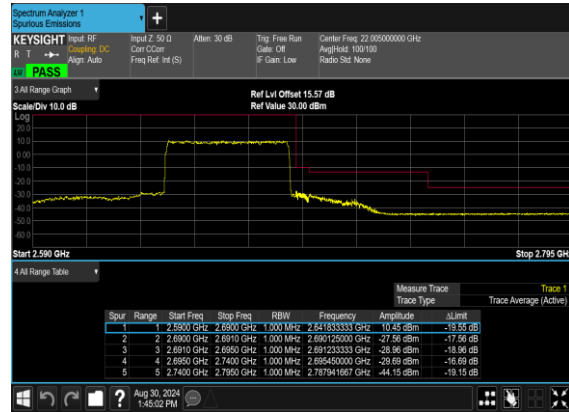 Spectrum Analyzer 1
Spurious Emissions
+
KEYSIGHT Input: RF Input Z: 50 Ω Atten: 30 dB Trig: Free Run Center Freq: 22.005000000 GHz
R T Coupling: DC Corr CCorr Gate: Off Avg|Hold: 100/100
Align: Auto Freq Ref: Int (S) IF Gain: Low Radio Std: None
PASS
3 All Range Graph
Ref Lvl Offset 15.57 dB
Scale/Div 10.0 dB Ref Value 30.00 dBm
Log
20.0
10.0
0.00
-10.0
-20.0
-30.0
-40.0
-50.0
-60.0
Start 2.590 GHz Stop 2.795 GHz
4 All Range Table
Measure Trace Trace 1
Trace Type Trace Average (Active)
Spur Range Start Freq Stop Freq RBW Frequency Amplitude ΔLimit
1 1 2.5900 GHz 2.6900 GHz 1.000 MHz 2.641833333 GHz 10.45 dBm -19.55 dB
2 2 2.6900 GHz 2.6910 GHz 1.000 MHz 2.690125000 GHz -27.56 dBm -17.56 dB
3 3 2.6910 GHz 2.6950 GHz 1.000 MHz 2.691233333 GHz -28.96 dBm -18.96 dB
4 4 2.6950 GHz 2.7400 GHz 1.000 MHz 2.695450000 GHz -29.69 dBm -16.69 dB
5 5 2.7400 GHz 2.7950 GHz 1.000 MHz 2.787941667 GHz -44.15 dBm -19.15 dB
?
Aug 30, 2024
1:45:02 PM